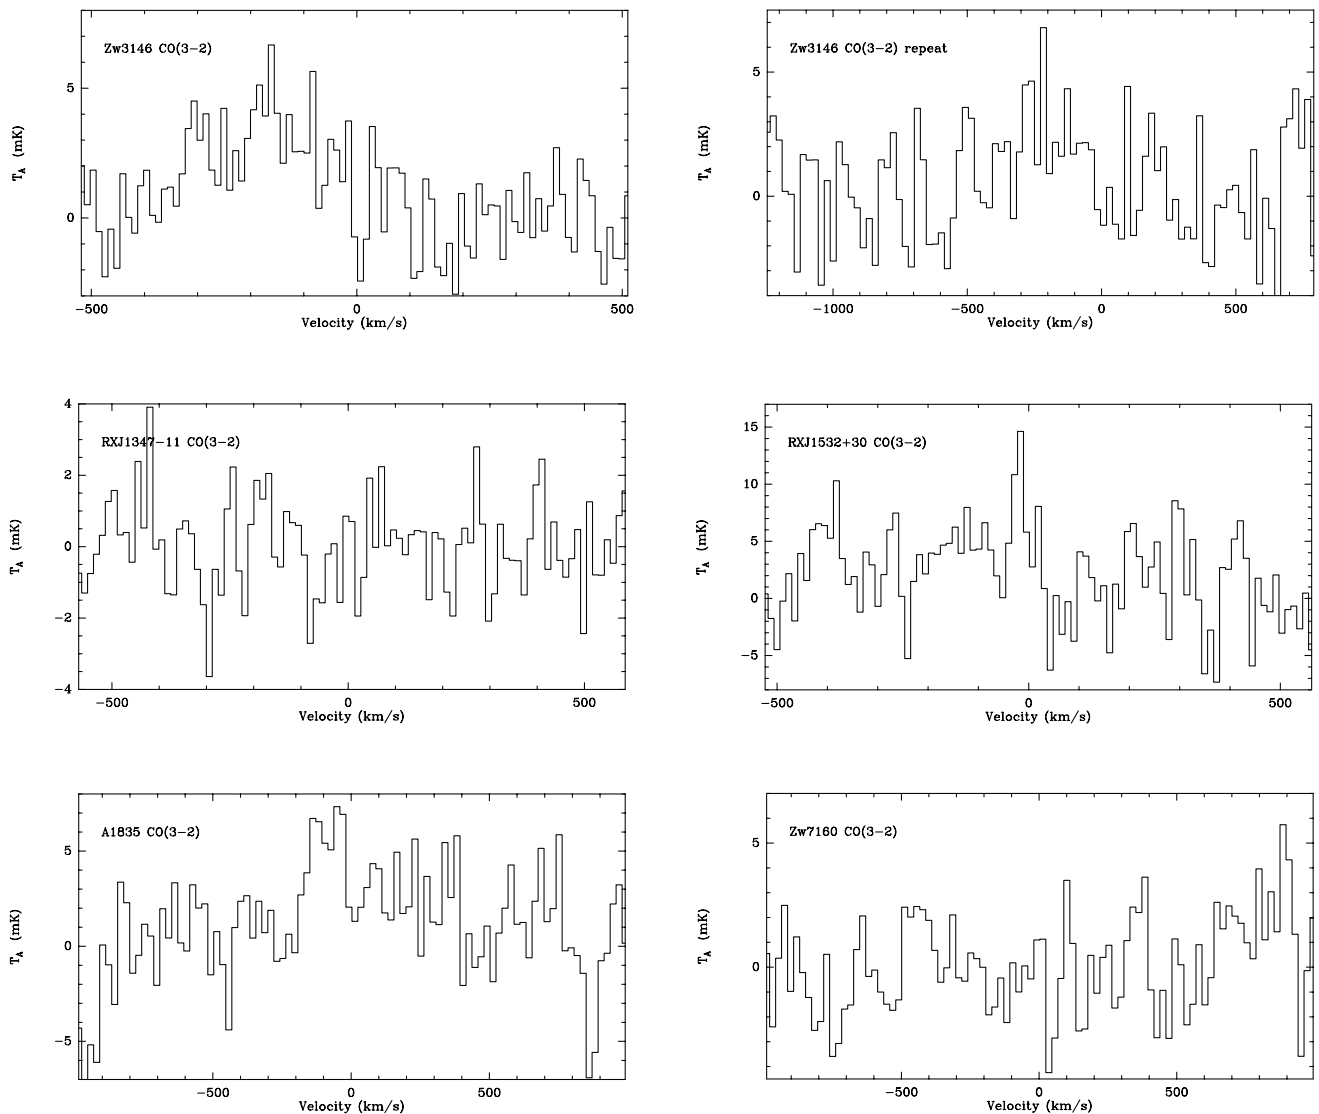 Zw3146 CO(3-2)
T_A (mK)
5
0
-500
0
500
Velocity (km/s)
Zw3146 CO(3-2) repeat
T_A (mK)
5
0
-1000
-500
0
500
Velocity (km/s)
RXJ1347-11 CO(3-2)
T_A (mK)
4
2
0
-2
-4
-500
0
500
Velocity (km/s)
RXJ1532+30 CO(3-2)
T_A (mK)
15
10
5
0
-5
-500
0
500
Velocity (km/s)
A1835 CO(3-2)
T_A (mK)
5
0
-5
-500
0
500
Velocity (km/s)
Zw7160 CO(3-2)
T_A (mK)
5
0
-500
0
500
Velocity (km/s)